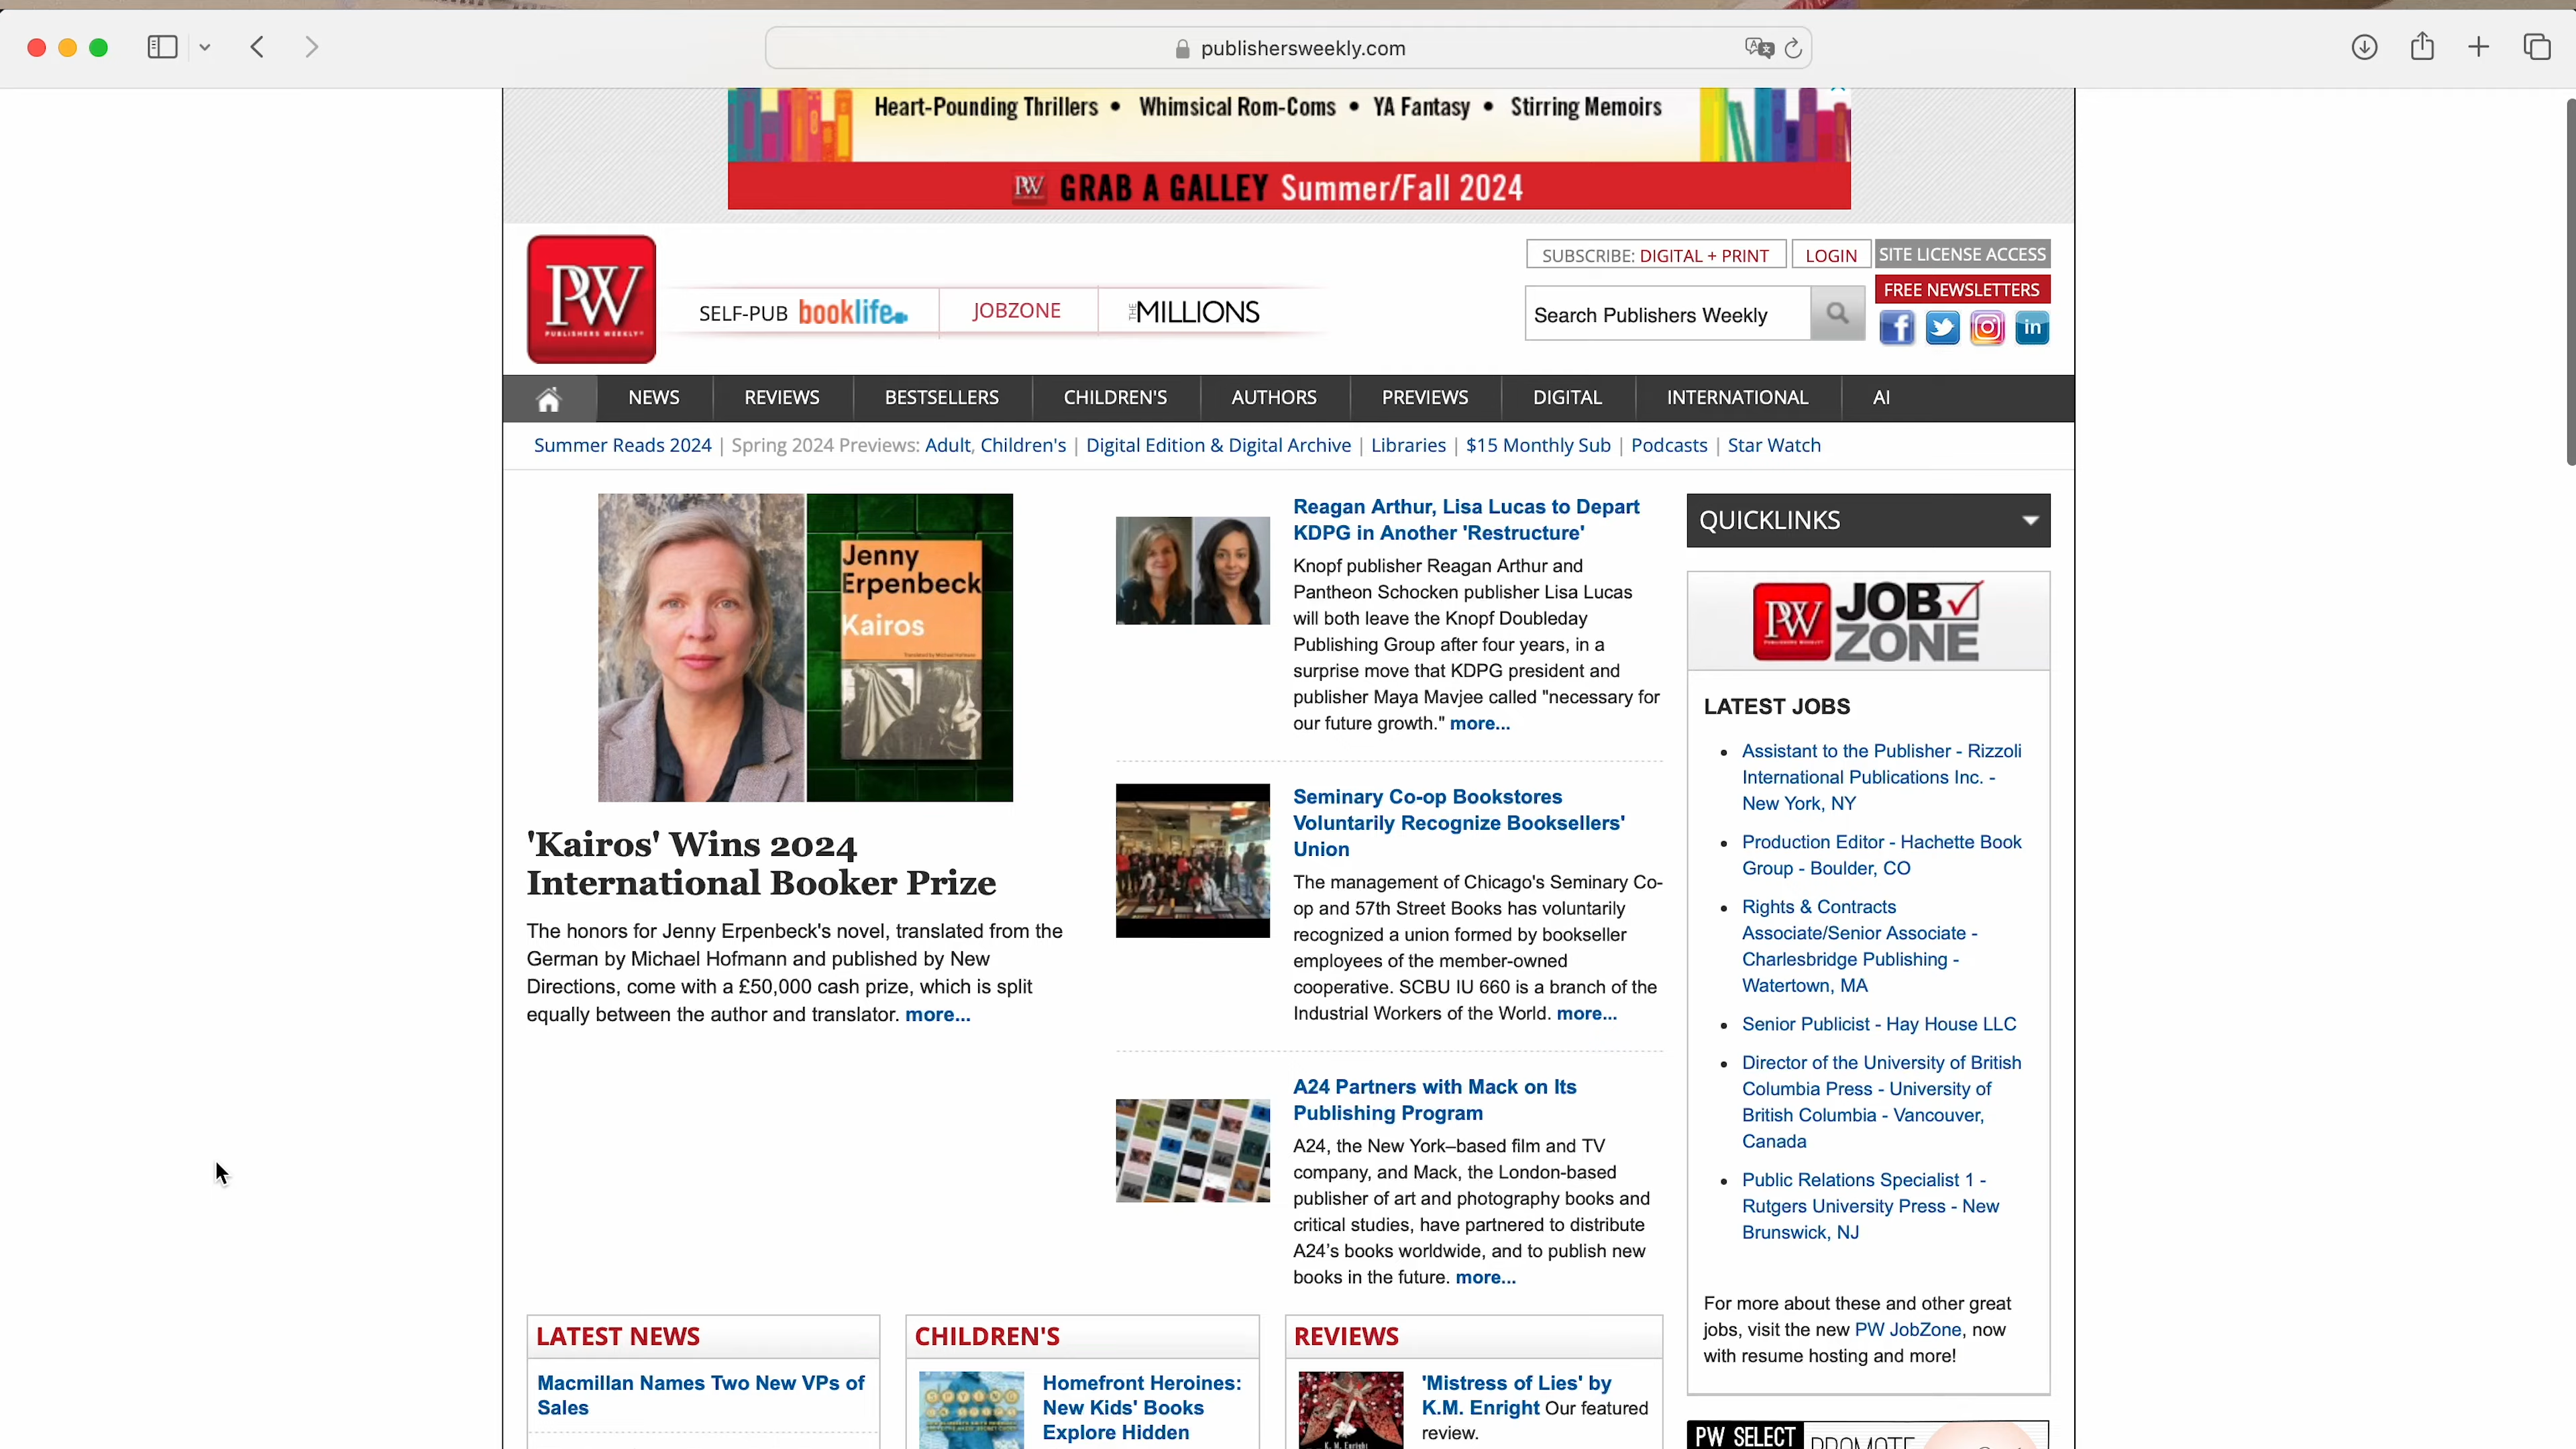 publishersweekly.com
Heart-Pounding Thrillers • Whimsical Rom-Coms • YA Fantasy • Stirring Memoirs
PW GRAB A GALLEY Summer/Fall 2024
PW
PUBLISHERS WEEKLY
SELF-PUB booklife
JOBZONE
THE MILLIONS
SUBSCRIBE: DIGITAL + PRINT
LOGIN
SITE LICENSE ACCESS
FREE NEWSLETTERS
Search Publishers Weekly
NEWS REVIEWS BESTSELLERS CHILDREN'S AUTHORS PREVIEWS DIGITAL INTERNATIONAL AI
Summer Reads 2024 | Spring 2024 Previews: Adult, Children's | Digital Edition & Digital Archive | Libraries | $15 Monthly Sub | Podcasts | Star Watch
Jenny
Erpenbeck
Kairos
Translated by Michael Hofmann
'Kairos' Wins 2024
International Booker Prize
The honors for Jenny Erpenbeck's novel, translated from the
German by Michael Hofmann and published by New
Directions, come with a £50,000 cash prize, which is split
equally between the author and translator. more...
Reagan Arthur, Lisa Lucas to Depart
KDPG in Another 'Restructure'
Knopf publisher Reagan Arthur and
Pantheon Schocken publisher Lisa Lucas
will both leave the Knopf Doubleday
Publishing Group after four years, in a
surprise move that KDPG president and
publisher Maya Mavjee called "necessary for
our future growth." more...
Seminary Co-op Bookstores
Voluntarily Recognize Booksellers'
Union
The management of Chicago's Seminary Co-
op and 57th Street Books has voluntarily
recognized a union formed by bookseller
employees of the member-owned
cooperative. SCBU IU 660 is a branch of the
Industrial Workers of the World. more...
A24 Partners with Mack on Its
Publishing Program
A24, the New York–based film and TV
company, and Mack, the London-based
publisher of art and photography books and
critical studies, have partnered to distribute
A24's books worldwide, and to publish new
books in the future. more...
QUICKLINKS
PW JOB
ZONE
LATEST JOBS
• Assistant to the Publisher - Rizzoli
International Publications Inc. -
New York, NY
• Production Editor - Hachette Book
Group - Boulder, CO
• Rights & Contracts
Associate/Senior Associate -
Charlesbridge Publishing -
Watertown, MA
• Senior Publicist - Hay House LLC
• Director of the University of British
Columbia Press - University of
British Columbia - Vancouver,
Canada
• Public Relations Specialist 1 -
Rutgers University Press - New
Brunswick, NJ
For more about these and other great
jobs, visit the new PW JobZone, now
with resume hosting and more!
PW SELECT PROMOTE
LATEST NEWS
Macmillan Names Two New VPs of
Sales
CHILDREN'S
Homefront Heroines:
New Kids' Books
Explore Hidden
REVIEWS
'Mistress of Lies' by
K.M. Enright Our featured
review.
K. M. Enright